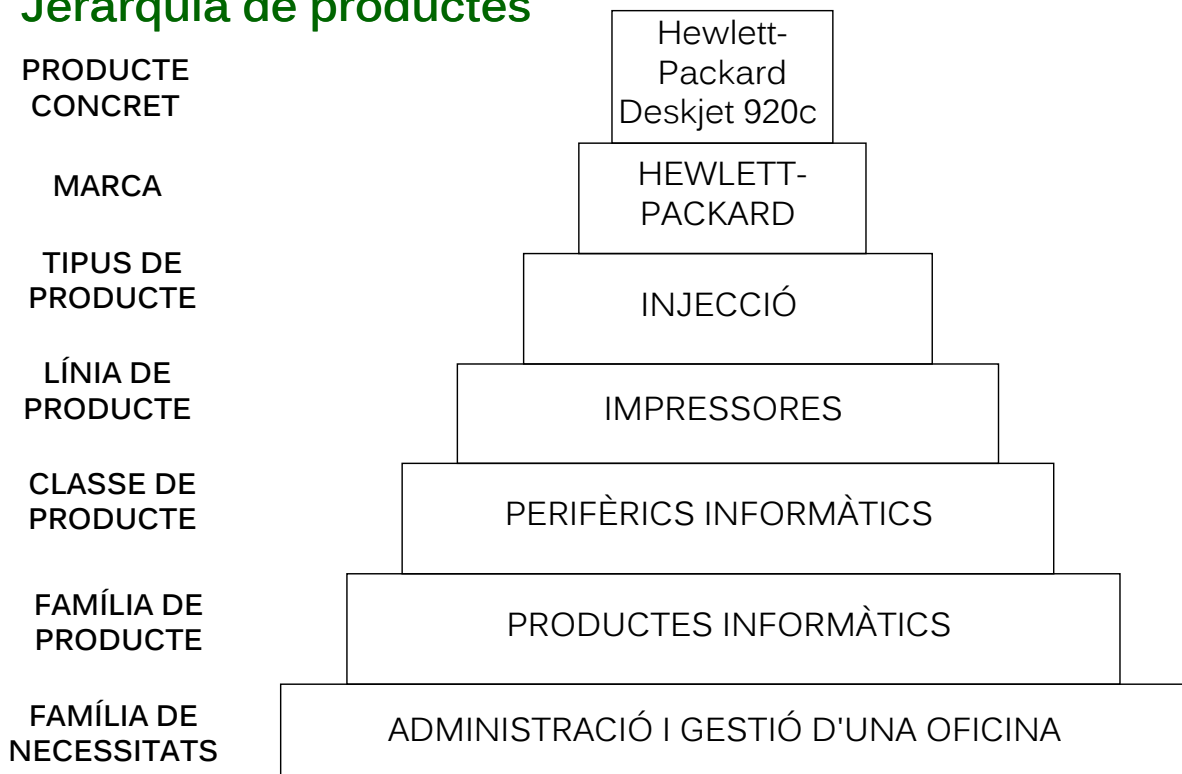 Jerarquia de productes
PRODUCTE
CONCRET
Hewlett-
Packard
Deskjet 920c
MARCA
HEWLETT-
PACKARD
TIPUS DE
PRODUCTE
INJECCIÓ
LÍNIA DE
PRODUCTE
IMPRESSORES
CLASSE DE
PRODUCTE
PERIFÈRICS INFORMÀTICS
FAMÍLIA DE
PRODUCTE
PRODUCTES INFORMÀTICS
FAMÍLIA DE
NECESSITATS
ADMINISTRACIÓ I GESTIÓ D'UNA OFICINA